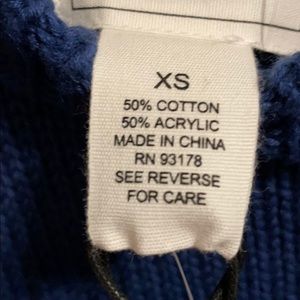 XS
50% COTTON
50% ACRYLIC
MADE IN CHINA
RN 93178
SEE REVERSE
FOR CARE